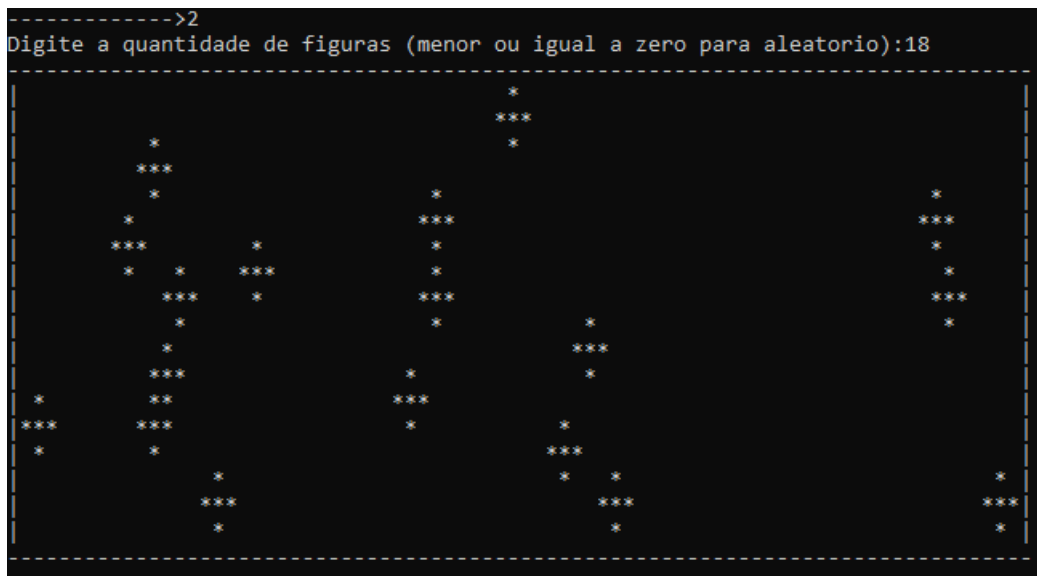 ------------->2
Digite a quantidade de figuras (menor ou igual a zero para aleatorio):18
--------------------------------------------------------------------------------
|                                      *                                       |
|                                     ***                                      |
|          *                           *                                       |
|         ***                                                                  |
|          *                     *                                      *      |
|        *                      ***                                    ***     |
|       ***        *             *                                      *      |
|        *   *    ***            *                                       *     |
|           ***    *            ***                                     ***    |
|            *                   *           *                           *     |
|           *                               ***                                |
|          ***                 *             *                                 |
| *        **                 ***                                              |
|***      ***                  *           *                                   |
| *        *                              ***                                  |
|               *                          *   *                             * |
|              ***                            ***                           ***|
|               *                              *                             * |
--------------------------------------------------------------------------------